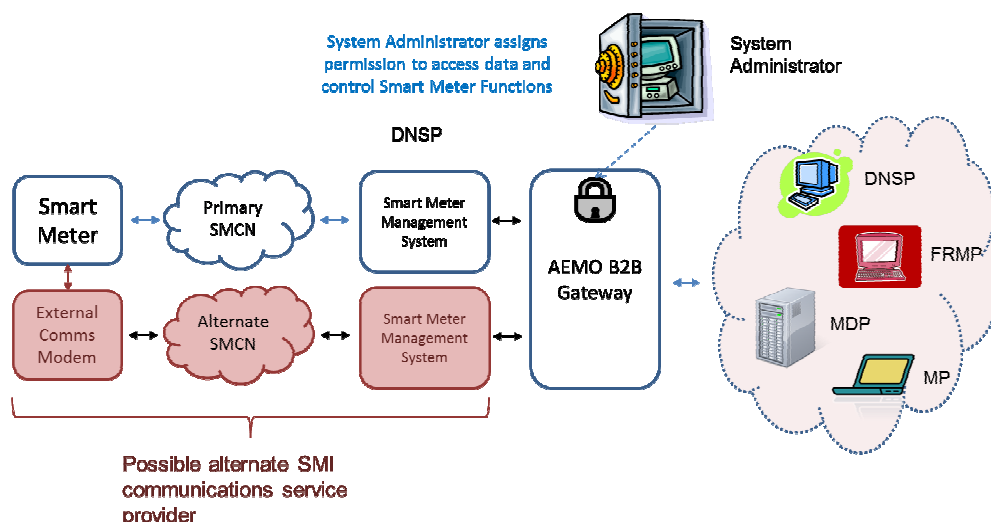 System Administrator assigns
permission to access data and
control Smart Meter Functions
System
Administrator
DNSP
Smart
Meter
Primary
SMCN
Smart Meter
Management
System
AEMO B2B
Gateway
DNSP
FRMP
MDP
MP
External
Comms
Modem
Alternate
SMCN
Smart Meter
Management
System
Possible alternate SMI
communications service
provider